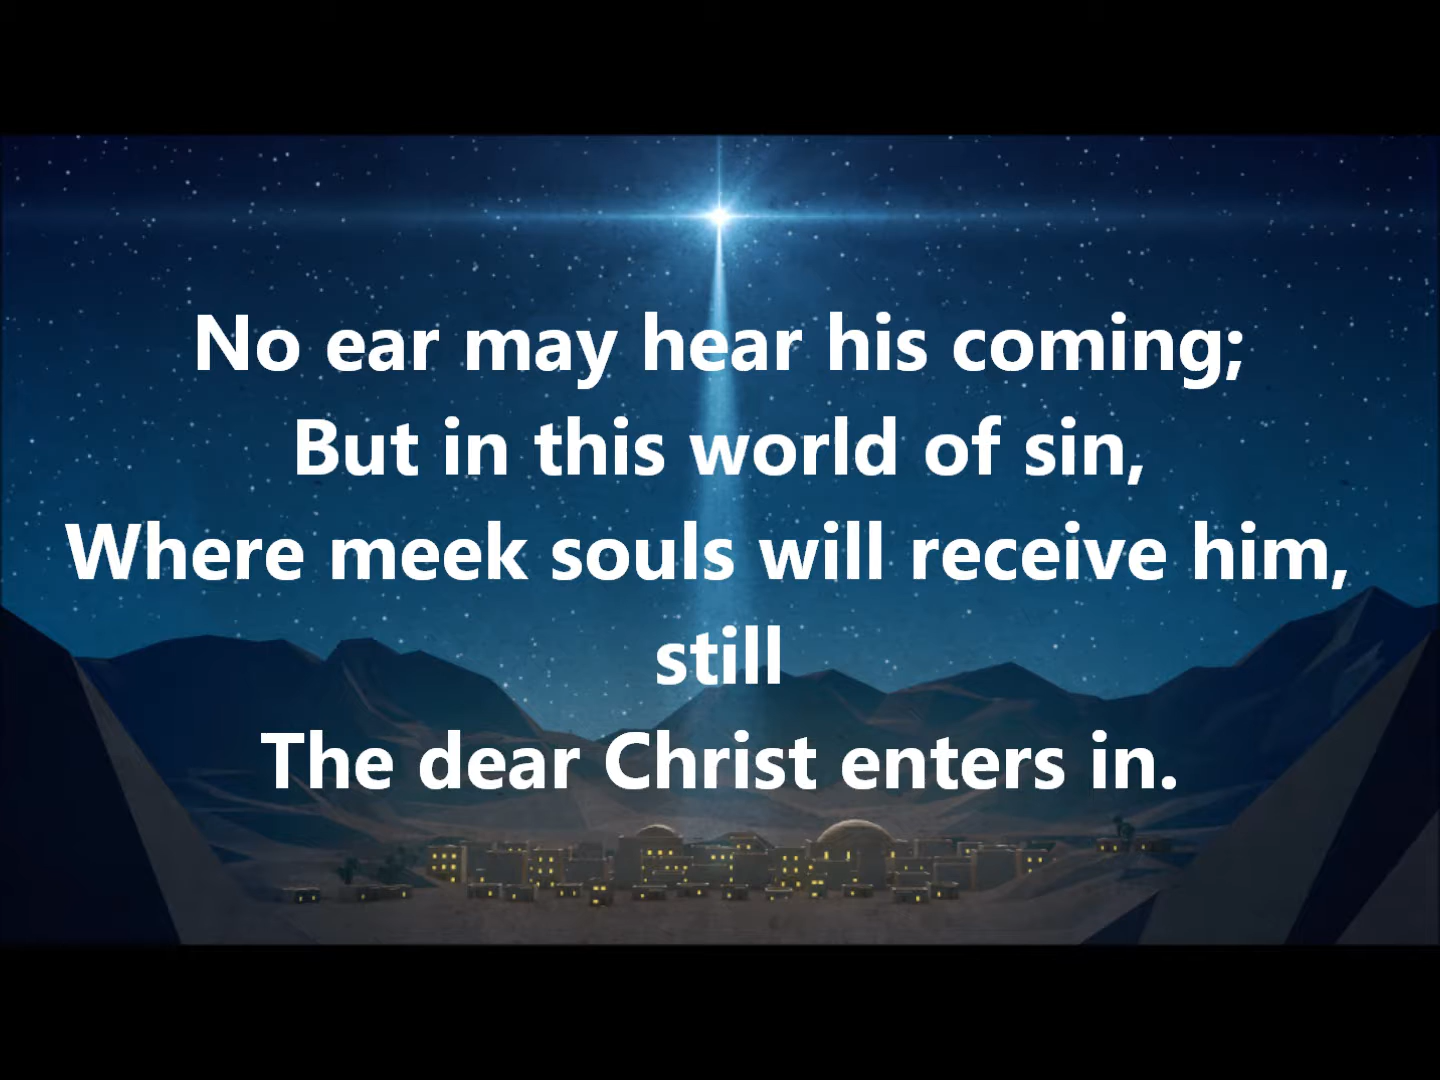 No ear may hear his coming;
But in this world of sin,
Where meek souls will receive him,
still
The dear Christ enters in.